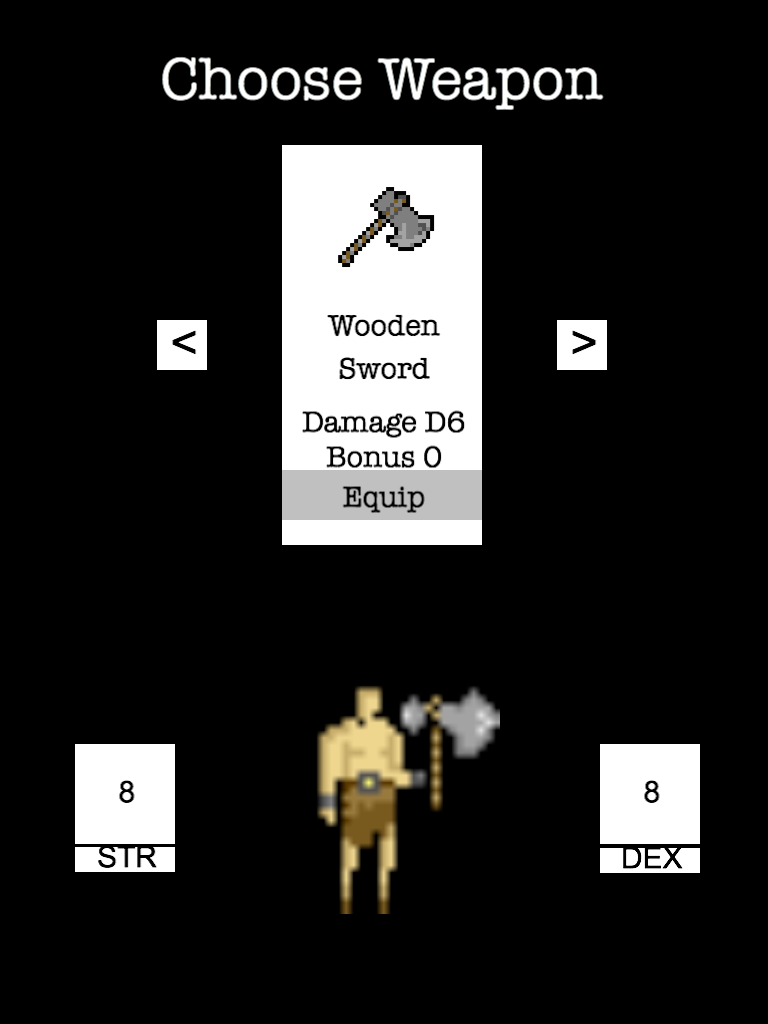 Choose Weapon
<
>
Wooden
Sword
Damage D6
Bonus 0
Equip
8
STR
8
DEX